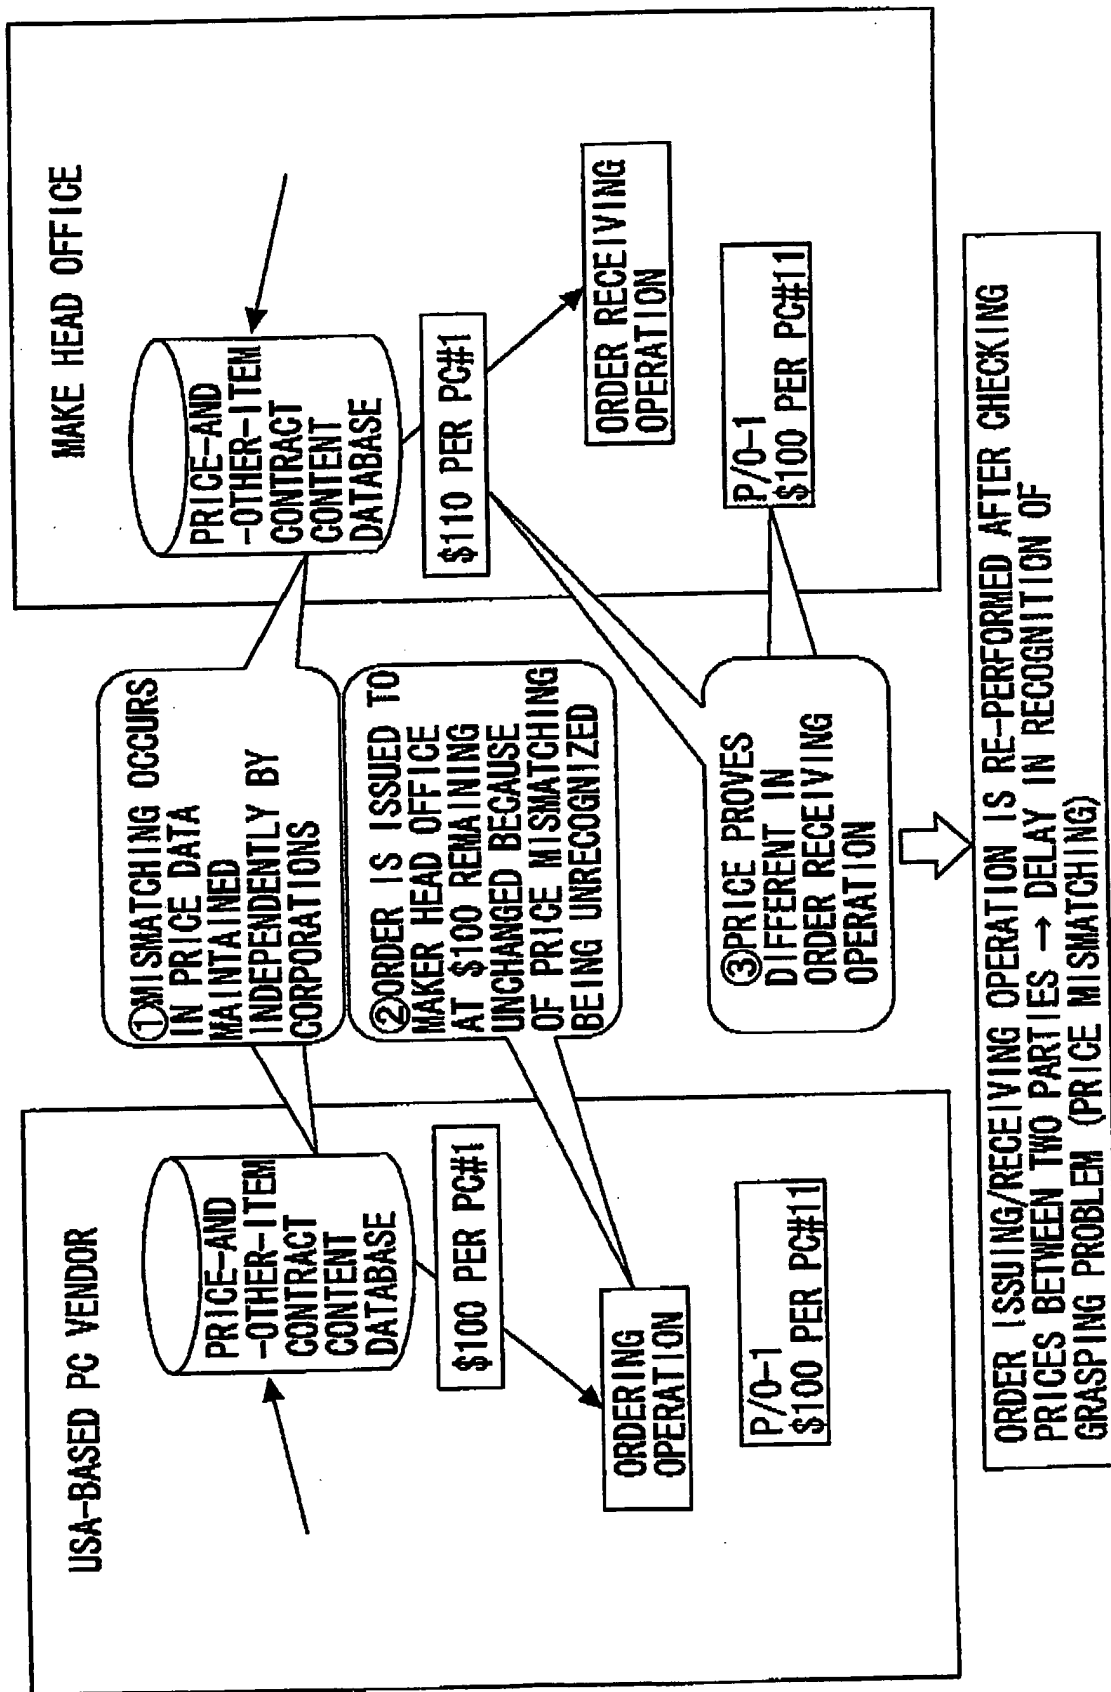 USA-BASED PC VENDOR
PRICE-AND
-OTHER-ITEM
CONTRACT
CONTENT
DATABASE
$100 PER PC#1
ORDERING
OPERATION
P/O-1
$100 PER PC#11
①MISMATCHING OCCURS
IN PRICE DATA
MAINTAINED
INDEPENDENTLY BY
CORPORATIONS
②ORDER IS ISSUED TO
MAKER HEAD OFFICE
AT $100 REMAINING
UNCHANGED BECAUSE
OF PRICE MISMATCHING
BEING UNRECOGNIZED
③PRICE PROVES
DIFFERENT IN
ORDER RECEIVING
OPERATION
MAKE HEAD OFFICE
PRICE-AND
-OTHER-ITEM
CONTRACT
CONTENT
DATABASE
$110 PER PC#1
ORDER RECEIVING
OPERATION
P/O-1
$100 PER PC#11
ORDER ISSUING/RECEIVING OPERATION IS RE-PERFORMED AFTER CHECKING
PRICES BETWEEN TWO PARTIES → DELAY IN RECOGNITION OF
GRASPING PROBLEM (PRICE MISMATCHING)